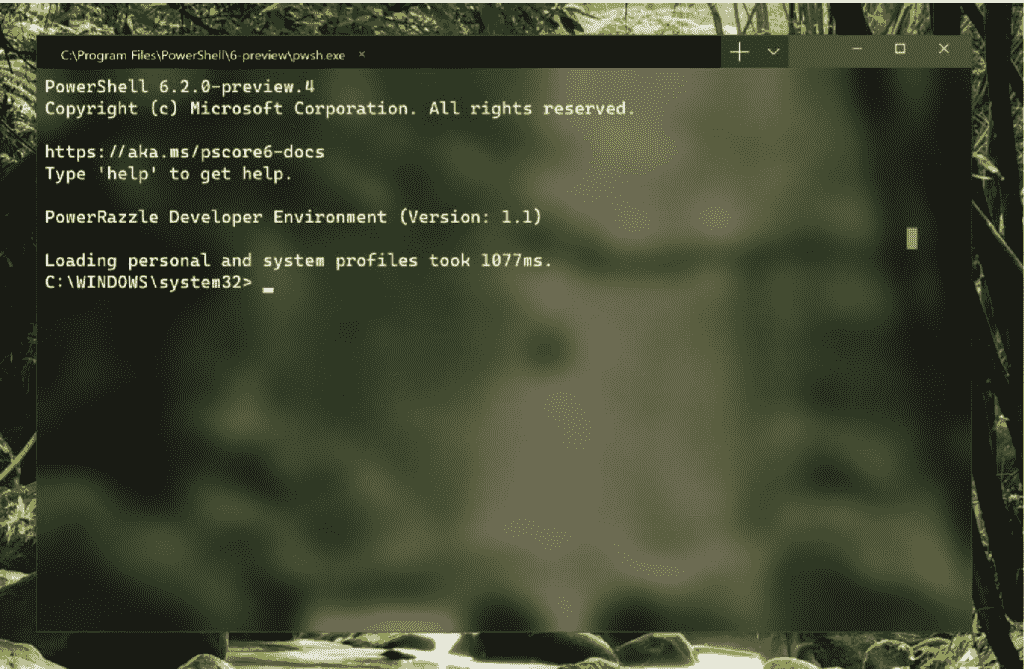 C:\Program Files\PowerShell\6-preview\pwsh.exe
PowerShell 6.2.0-preview.4
Copyright (c) Microsoft Corporation. All rights reserved.
https://aka.ms/pscore6-docs
Type 'help' to get help.
PowerRazzle Developer Environment (Version: 1.1)
Loading personal and system profiles took 1077ms.
C:\WINDOWS\system32>